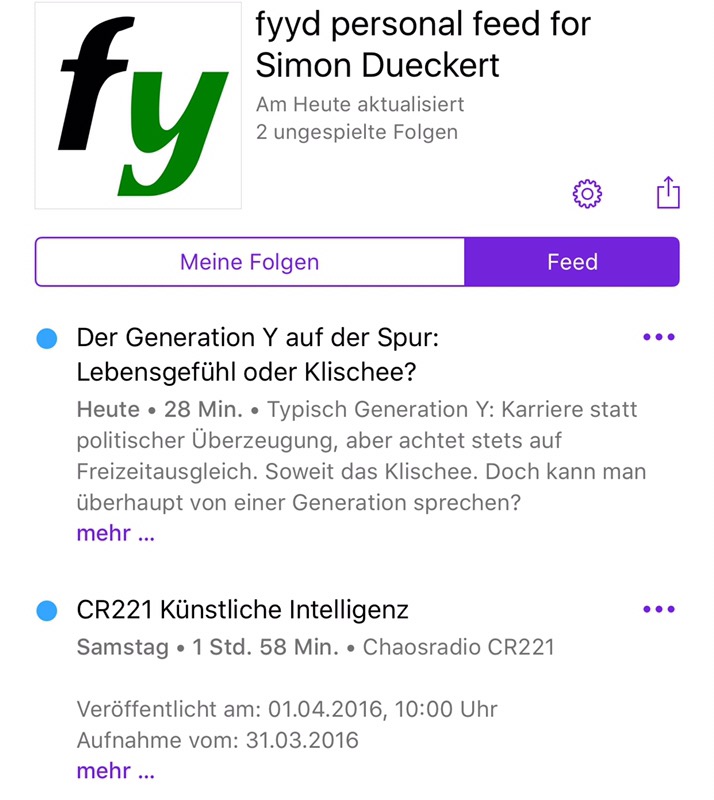 fy
fyyd personal feed for
Simon Dueckert
Am Heute aktualisiert
2 ungespielte Folgen
Meine Folgen
Feed
Der Generation Y auf der Spur:
Lebensgefühl oder Klischee?
Heute • 28 Min. • Typisch Generation Y: Karriere statt
politischer Überzeugung, aber achtet stets auf
Freizeitausgleich. Soweit das Klischee. Doch kann man
überhaupt von einer Generation sprechen?
mehr ...
CR221 Künstliche Intelligenz
Samstag • 1 Std. 58 Min. • Chaosradio CR221
Veröffentlicht am: 01.04.2016, 10:00 Uhr
Aufnahme vom: 31.03.2016
mehr ...